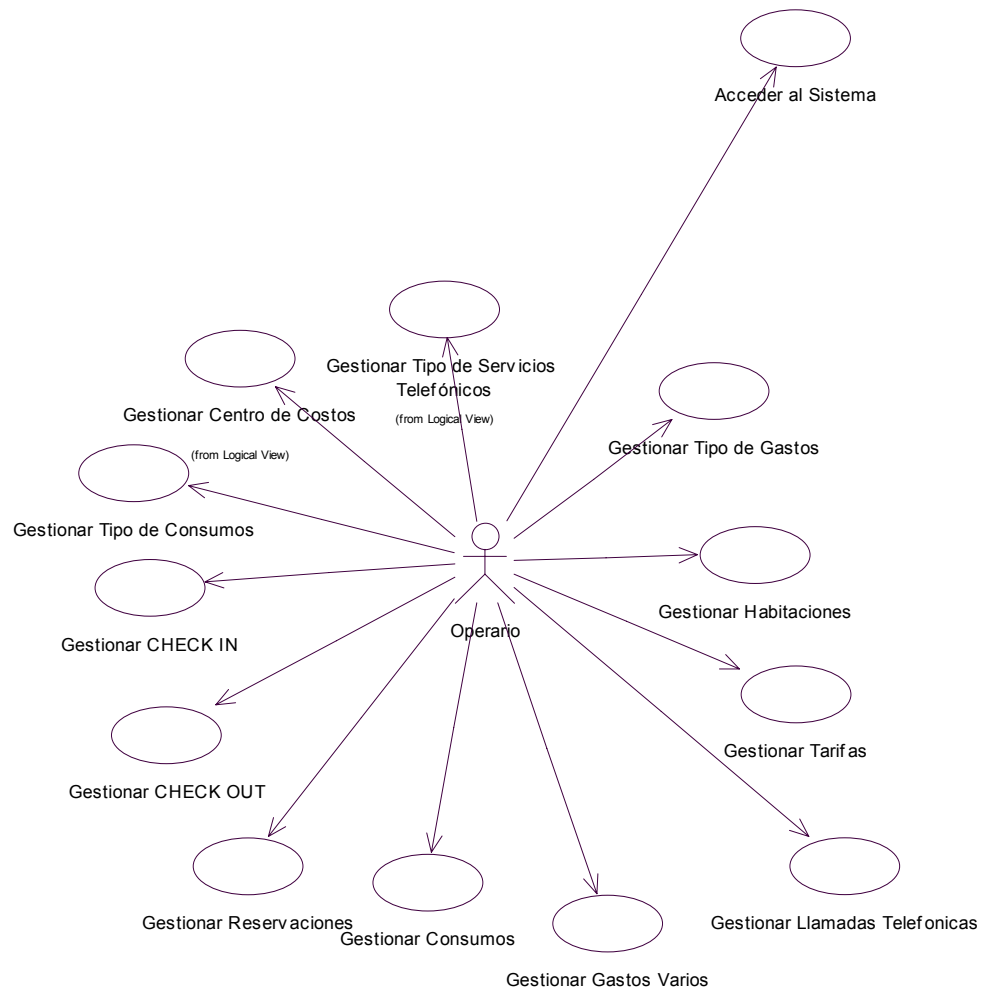 Acceder al Sistema
Gestionar Tipo de Servicios
Telefónicos
(from Logical View)
Gestionar Centro de Costos
(from Logical View)
Gestionar Tipo de Gastos
Gestionar Tipo de Consumos
Gestionar Habitaciones
Operario
Gestionar CHECK IN
Gestionar Tarifas
Gestionar CHECK OUT
Gestionar Reservaciones
Gestionar Llamadas Telefonicas
Gestionar Consumos
Gestionar Gastos Varios